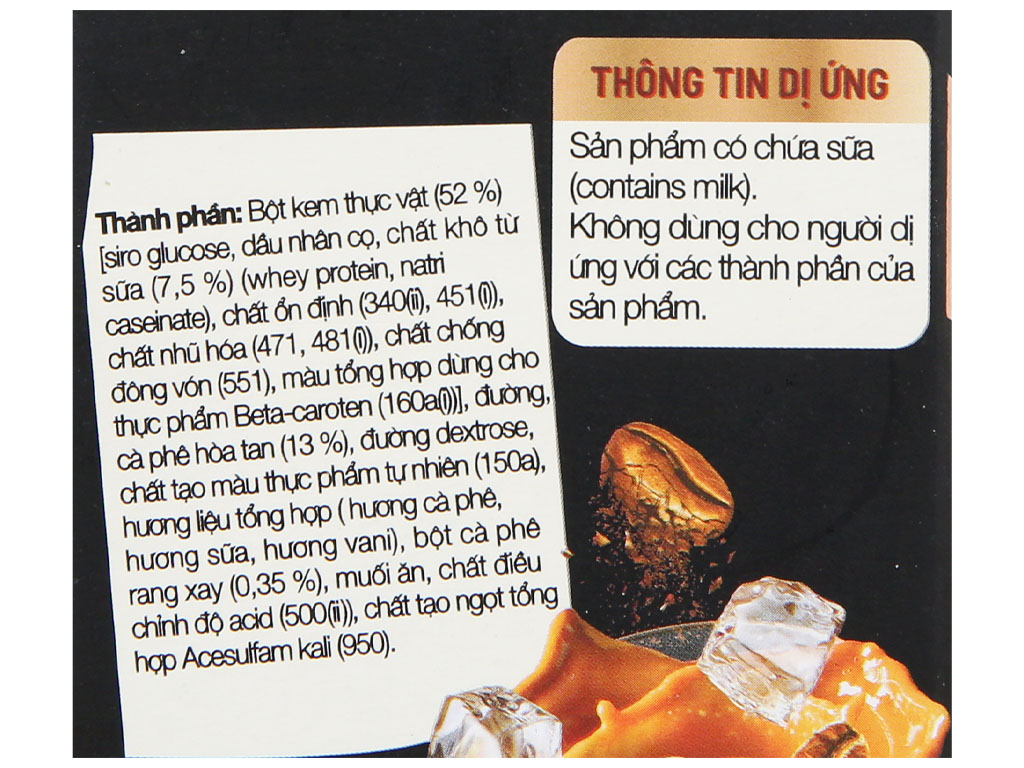 Thành phần: Bột kem thực vật (52 %)
[siro glucose, dầu nhân cọ, chất khô từ
sữa (7,5 %) (whey protein, natri
caseinate), chất ổn định (340(ii), 451(i)),
chất nhũ hóa (471, 481(i)), chất chống
đông vón (551), màu tổng hợp dùng cho
thực phẩm Beta-caroten (160a(i))], đường,
cà phê hòa tan (13 %), đường dextrose,
chất tạo màu thực phẩm tự nhiên (150a),
hương liệu tổng hợp ( hương cà phê,
hương sữa, hương vani), bột cà phê
rang xay (0,35 %), muối ăn, chất điều
chỉnh độ acid (500(ii)), chất tạo ngọt tổng
hợp Acesulfam kali (950).
THÔNG TIN DỊ ỨNG
Sản phẩm có chứa sữa
(contains milk).
Không dùng cho người dị
ứng với các thành phần của
sản phẩm.